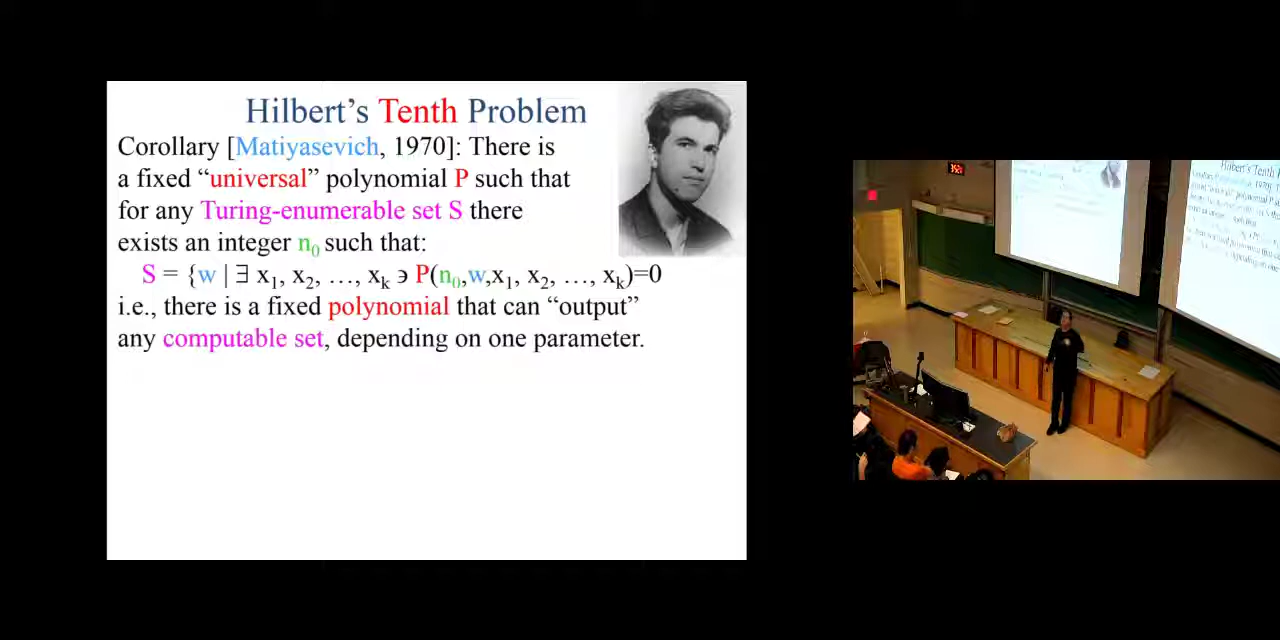 Hilbert's Tenth Problem
Corollary [Matiyasevich, 1970]: There is
a fixed “universal” polynomial P such that
for any Turing-enumerable set S there
exists an integer n₀ such that:
S = {w | ∃ x₁, x₂, …, xₖ ∍ P(n₀,w,x₁, x₂, …, xₖ)=0
i.e., there is a fixed polynomial that can “output”
any computable set, depending on one parameter.
Hilbert's Tenth